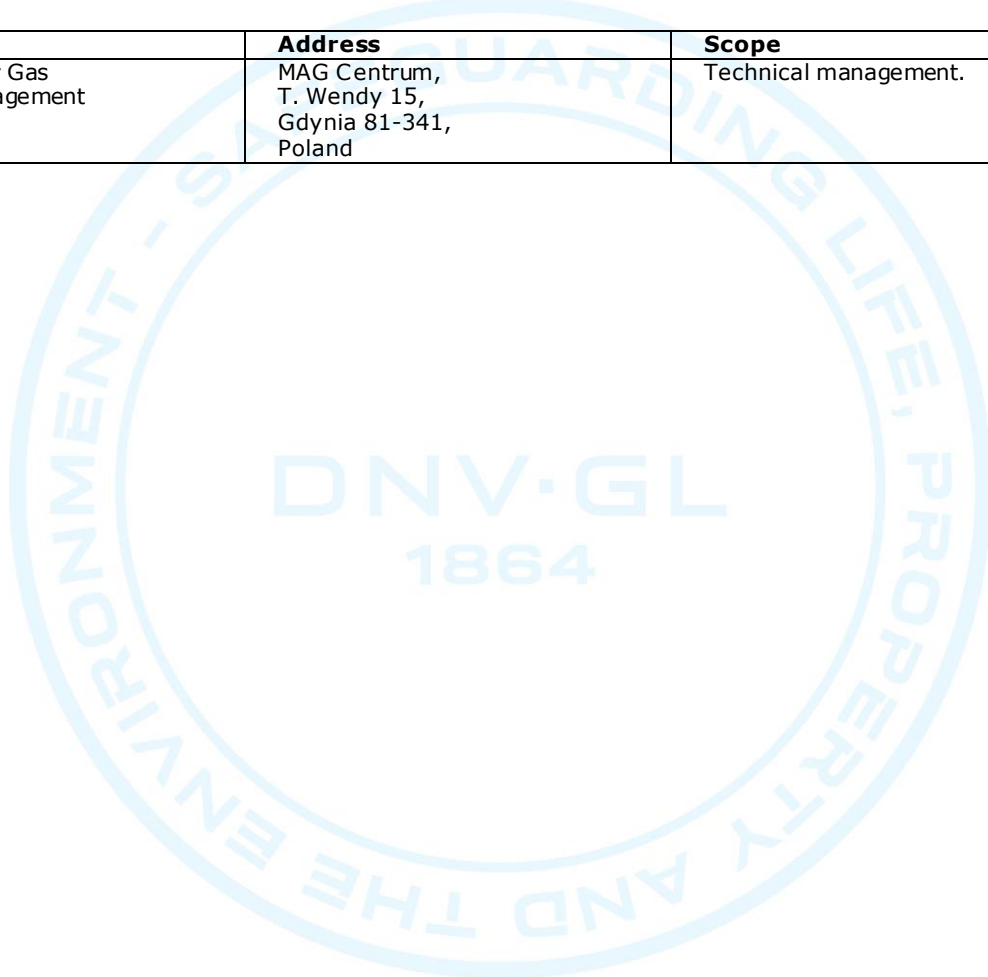 Address Scope
Gas MAG Centrum, Technical management.
T. Wendy 15,
Gdynia 81-341,
Poland
SAFEGUARDING LIFE, PROPERTY AND THE ENVIRONMENT
DNV·GL
1864